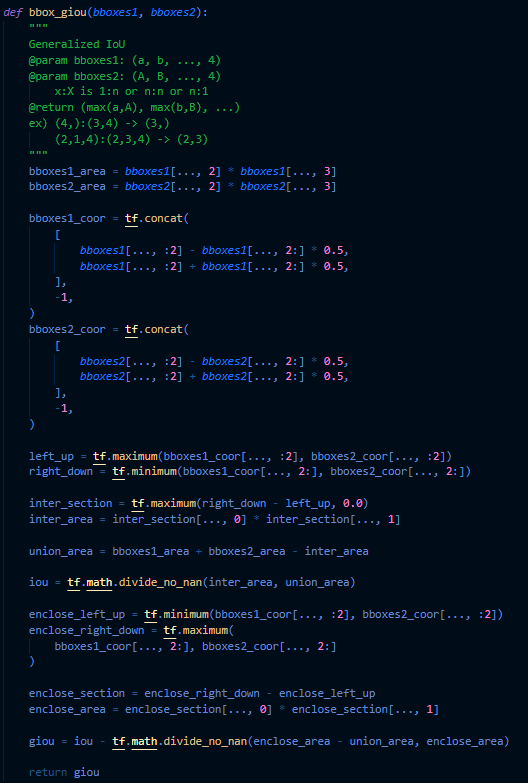 def bbox_giou(bboxes1, bboxes2):
    """
    Generalized IoU
    @param bboxes1: (a, b, ..., 4)
    @param bboxes2: (A, B, ..., 4)
        x:X is 1:n or n:n or n:1
    @return (max(a,A), max(b,B), ...)
    ex) (4,):(3,4) -> (3,)
        (2,1,4):(2,3,4) -> (2,3)
    """
    bboxes1_area = bboxes1[..., 2] * bboxes1[..., 3]
    bboxes2_area = bboxes2[..., 2] * bboxes2[..., 3]

    bboxes1_coor = tf.concat(
        [
            bboxes1[..., :2] - bboxes1[..., 2:] * 0.5,
            bboxes1[..., :2] + bboxes1[..., 2:] * 0.5,
        ],
        -1,
    )
    bboxes2_coor = tf.concat(
        [
            bboxes2[..., :2] - bboxes2[..., 2:] * 0.5,
            bboxes2[..., :2] + bboxes2[..., 2:] * 0.5,
        ],
        -1,
    )

    left_up = tf.maximum(bboxes1_coor[..., :2], bboxes2_coor[..., :2])
    right_down = tf.minimum(bboxes1_coor[..., 2:], bboxes2_coor[..., 2:])

    inter_section = tf.maximum(right_down - left_up, 0.0)
    inter_area = inter_section[..., 0] * inter_section[..., 1]

    union_area = bboxes1_area + bboxes2_area - inter_area

    iou = tf.math.divide_no_nan(inter_area, union_area)

    enclose_left_up = tf.minimum(bboxes1_coor[..., :2], bboxes2_coor[..., :2])
    enclose_right_down = tf.maximum(
        bboxes1_coor[..., 2:], bboxes2_coor[..., 2:]
    )

    enclose_section = enclose_right_down - enclose_left_up
    enclose_area = enclose_section[..., 0] * enclose_section[..., 1]

    giou = iou - tf.math.divide_no_nan(enclose_area - union_area, enclose_area)

    return giou